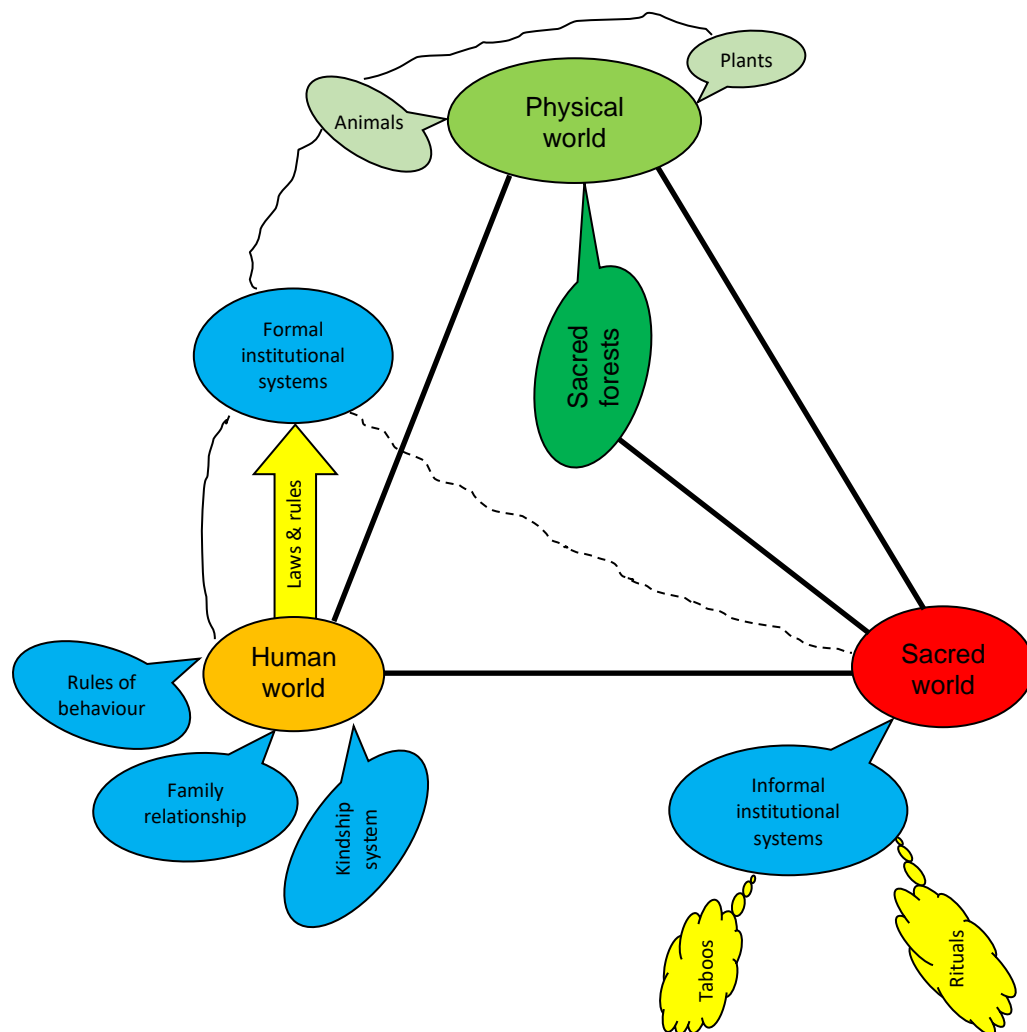 Plants
Physical
world
Animals
Formal
institutional
systems
Sacred
forests
Laws & rules
Human
world
Sacred
world
Rules of
behaviour
Family
relationship
Kindship
system
Informal
institutional
systems
Taboos
Rituals